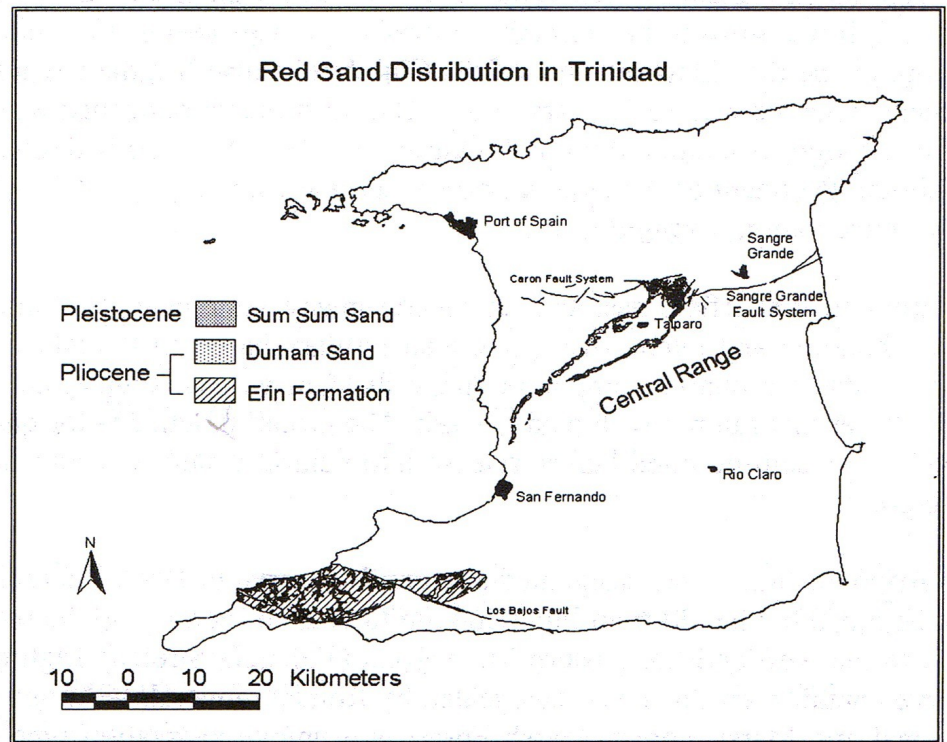 Red Sand Distribution in Trinidad
Port of Spain
Sangre
Grande
Caron Fault System
Sangre Grande
Fault System
Talparo
Central Range
Pleistocene
Sum Sum Sand
Durham Sand
Pliocene
Erin Formation
San Fernando
Rio Claro
N
Los Bajos Fault
10 0 10 20 Kilometers